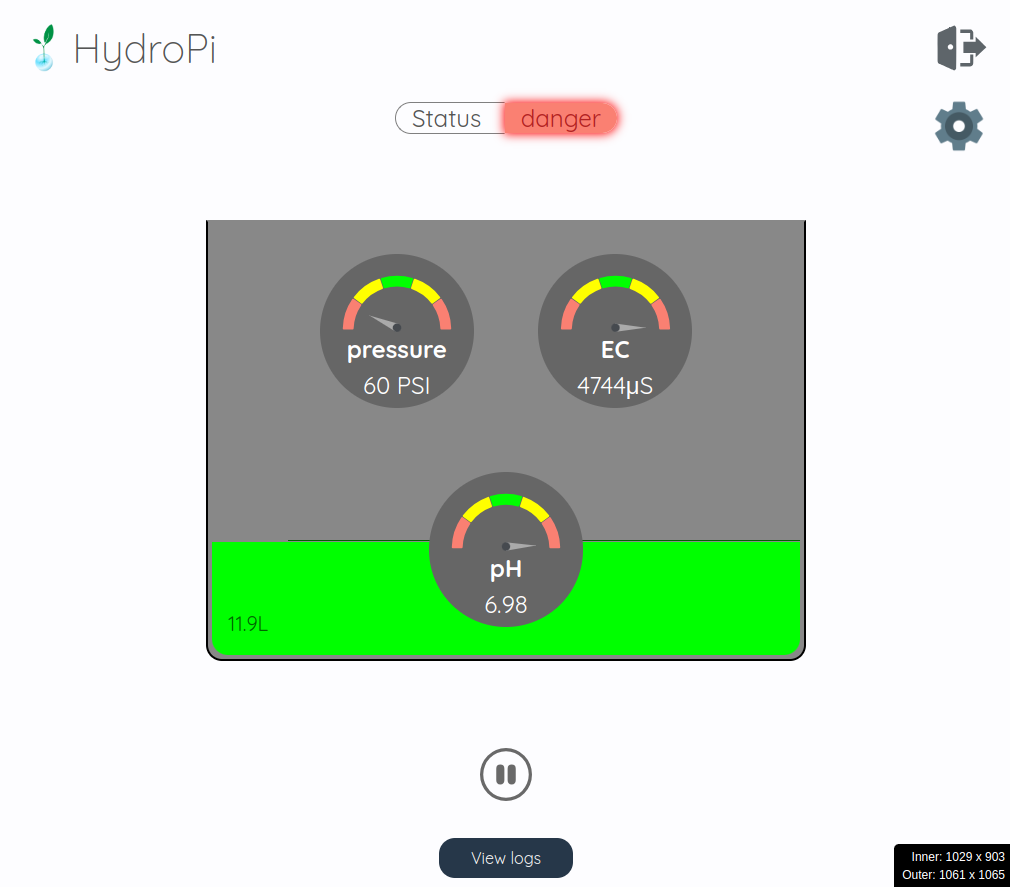 HydroPi
Status danger
pressure
60 PSI
EC
4744µS
pH
6.98
11.9L
View logs
Inner: 1029 x 903
Outer: 1061 x 1065